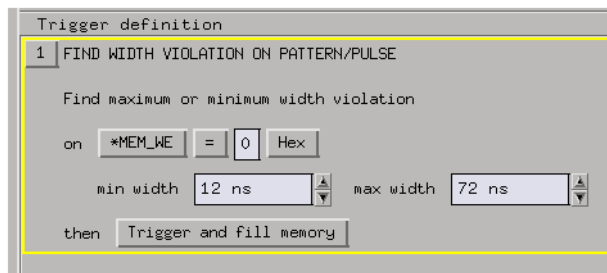 Trigger definition
1 FIND WIDTH VIOLATION ON PATTERN/PULSE
Find maximum or minimum width violation
on *MEM_WE = 0 Hex
min width 12 ns max width 72 ns
then Trigger and fill memory